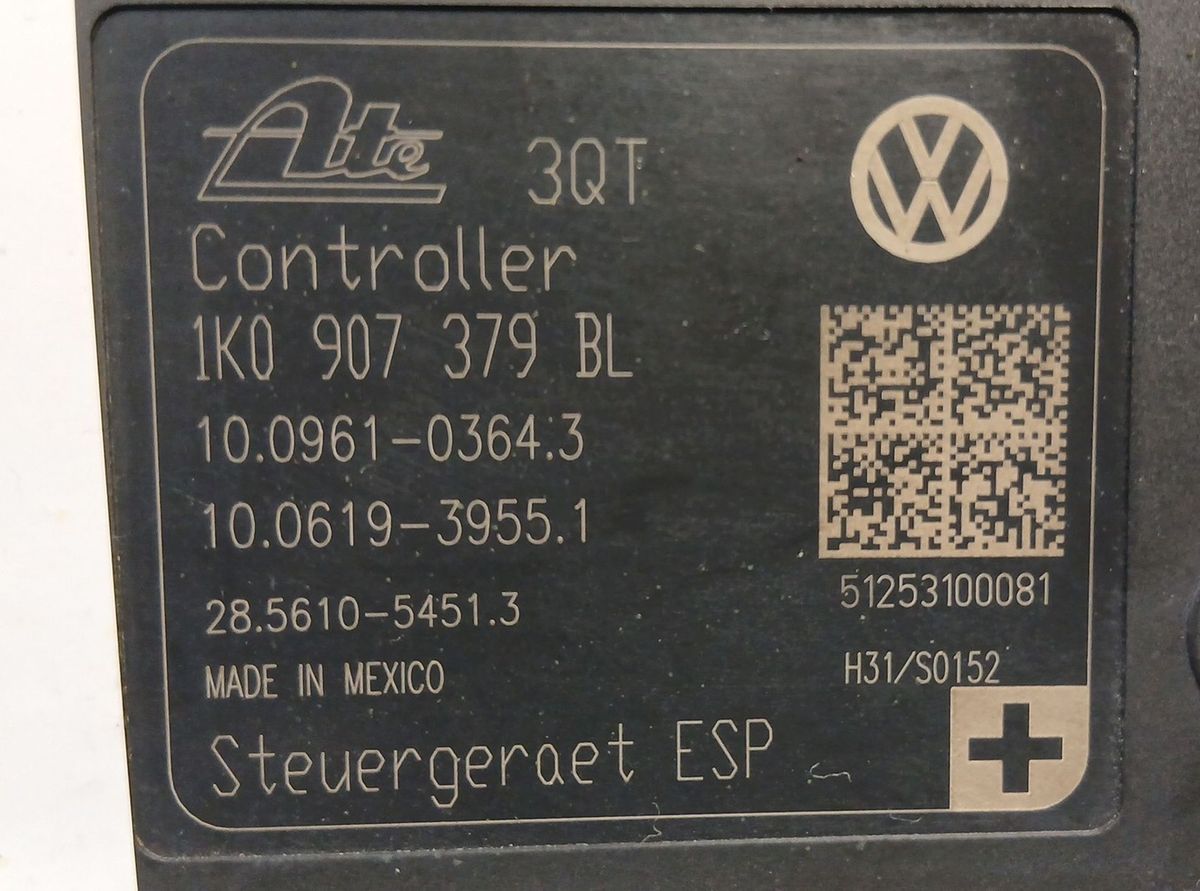 Ate 3QT
Controller
1K0 907 379 BL
10.0961-0364.3
10.0619-3955.1
28.5610-5451.3
51253100081
MADE IN MEXICO
H31/S0152
Steuergeraet ESP